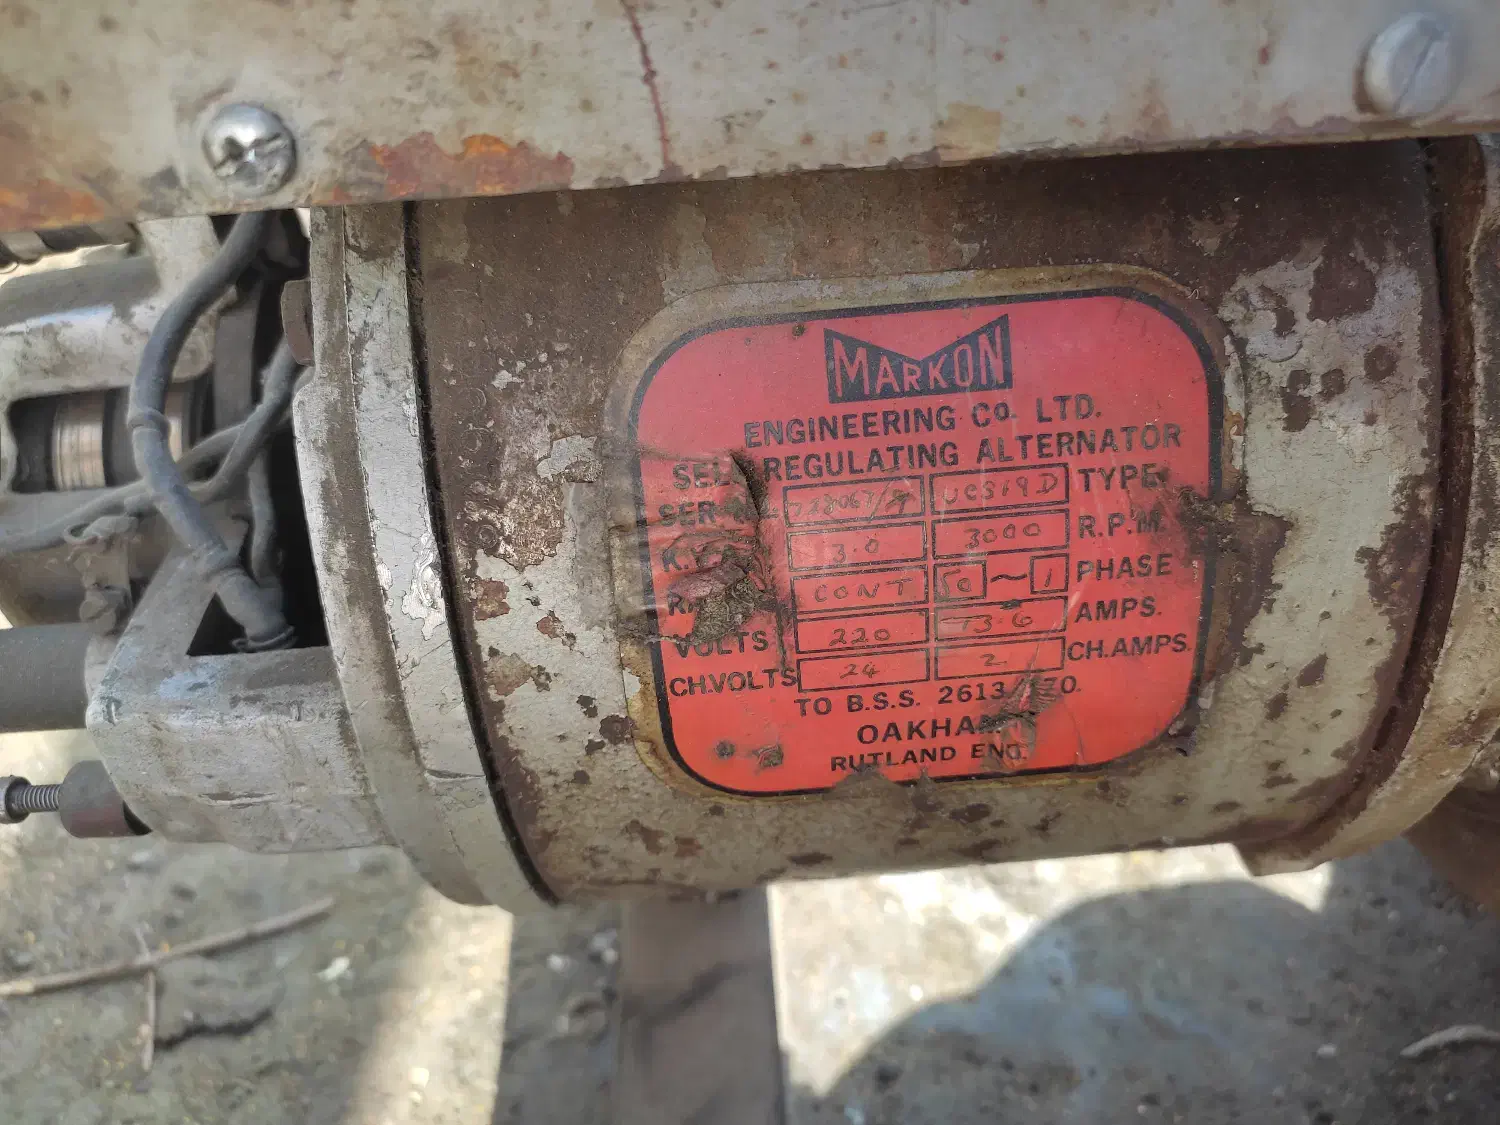 MARKON
ENGINEERING Co. LTD.
REGULATING ALTERNATOR
SER TYPE
3.0 3000 R.P.M.
CONT 50 ~ 1 PHASE
VOLTS 220 13·6 AMPS.
CH.VOLTS 24 2 CH.AMPS.
TO B.S.S. 2613
OAKHAM
RUTLAND ENG.